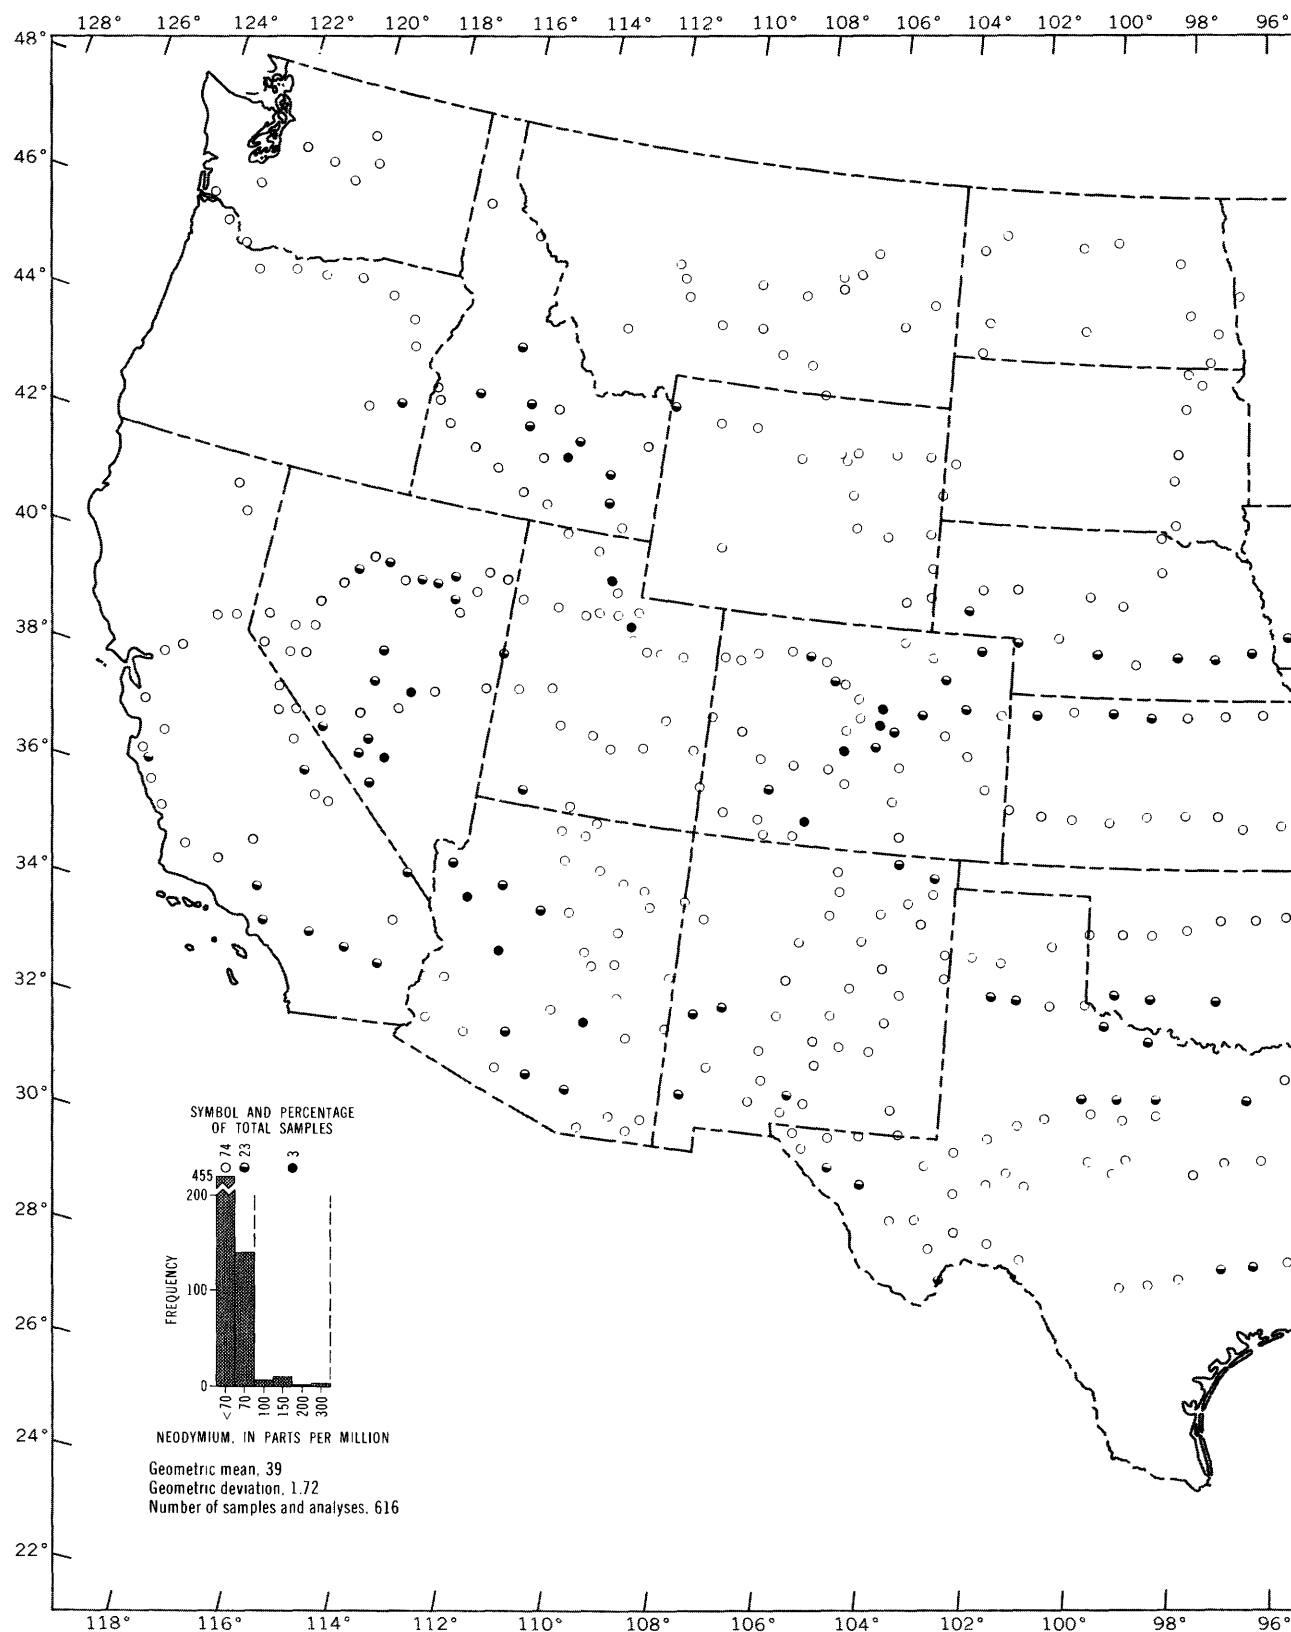 128° 126° 124° 122° 120° 118° 116° 114° 112° 110° 108° 106° 104° 102° 100° 98° 96°
48°
46°
44°
42°
40°
38°
36°
34°
32°
30°
28°
26°
24°
22°
SYMBOL AND PERCENTAGE
OF TOTAL SAMPLES
74 23 3
455
200
100
0
FREQUENCY
<70 70 100 150 200 300
NEODYMIUM, IN PARTS PER MILLION
Geometric mean, 39
Geometric deviation, 1.72
Number of samples and analyses, 616
118° 116° 114° 112° 110° 108° 106° 104° 102° 100° 98° 96°